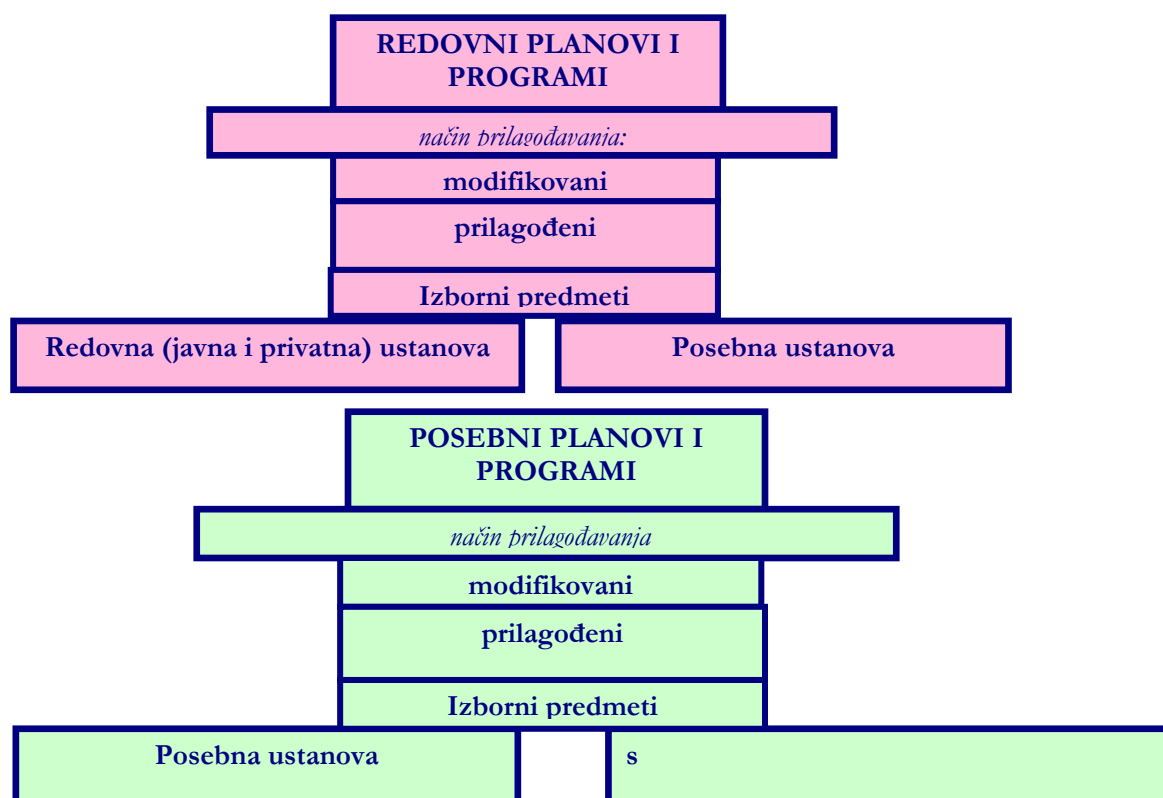 REDOVNI PLANOVI I
PROGRAMI
način prilagođavanja:
modifikovani
prilagođeni
Izborni predmeti
Redovna (javna i privatna) ustanova
Posebna ustanova
POSEBNI PLANOVI I
PROGRAMI
način prilagođavanja
modifikovani
prilagođeni
Izborni predmeti
Posebna ustanova
s